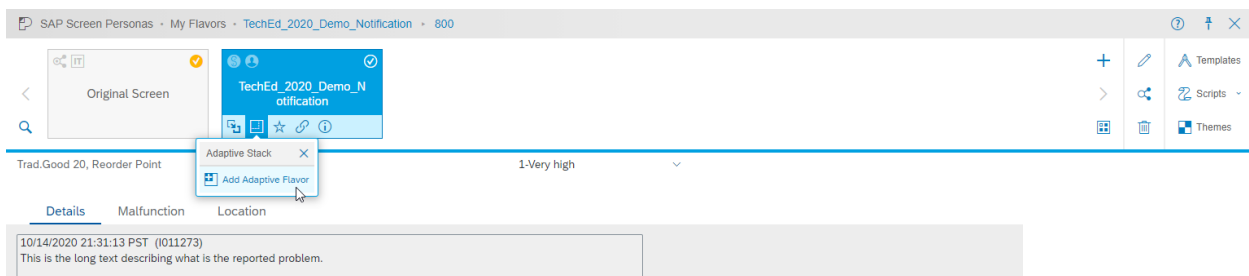 SAP Screen Personas • My Flavors • TechEd_2020_Demo_Notification • 800
IT
Original Screen
S
TechEd_2020_Demo_N
otification
Templates
Scripts
Themes
Adaptive Stack
Add Adaptive Flavor
Trad.Good 20, Reorder Point
1-Very high
Details Malfunction Location
10/14/2020 21:31:13 PST (I011273)
This is the long text describing what is the reported problem.